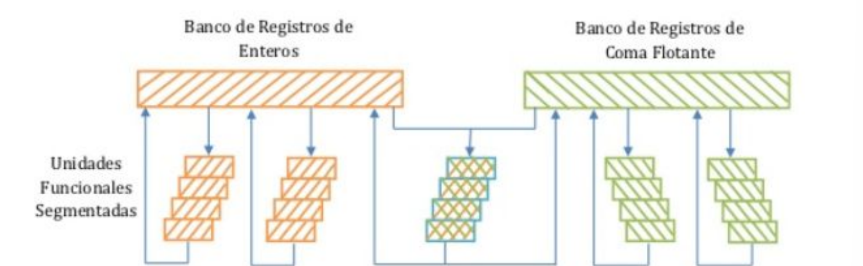 Banco de Registros de
Enteros
Banco de Registros de
Coma Flotante
Unidades
Funcionales
Segmentadas